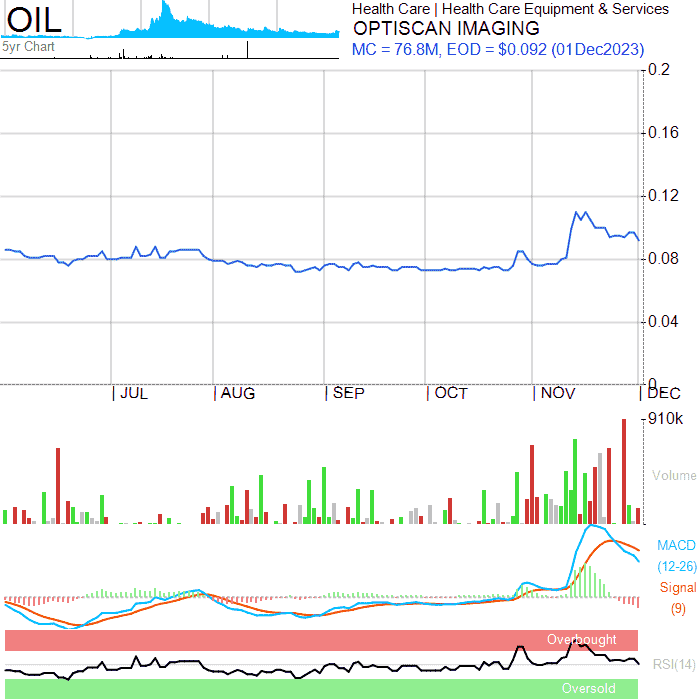 OIL
Health Care | Health Care Equipment & Services
OPTISCAN IMAGING
5yr Chart
MC = 76.8M, EOD = $0.092 (01Dec2023)
0.2
0.16
0.12
0.08
0.04
0
| JUL | AUG | SEP | OCT | NOV | DEC
910k
Volume
MACD
(12-26)
Signal
(9)
Overbought
RSI(14)
Oversold